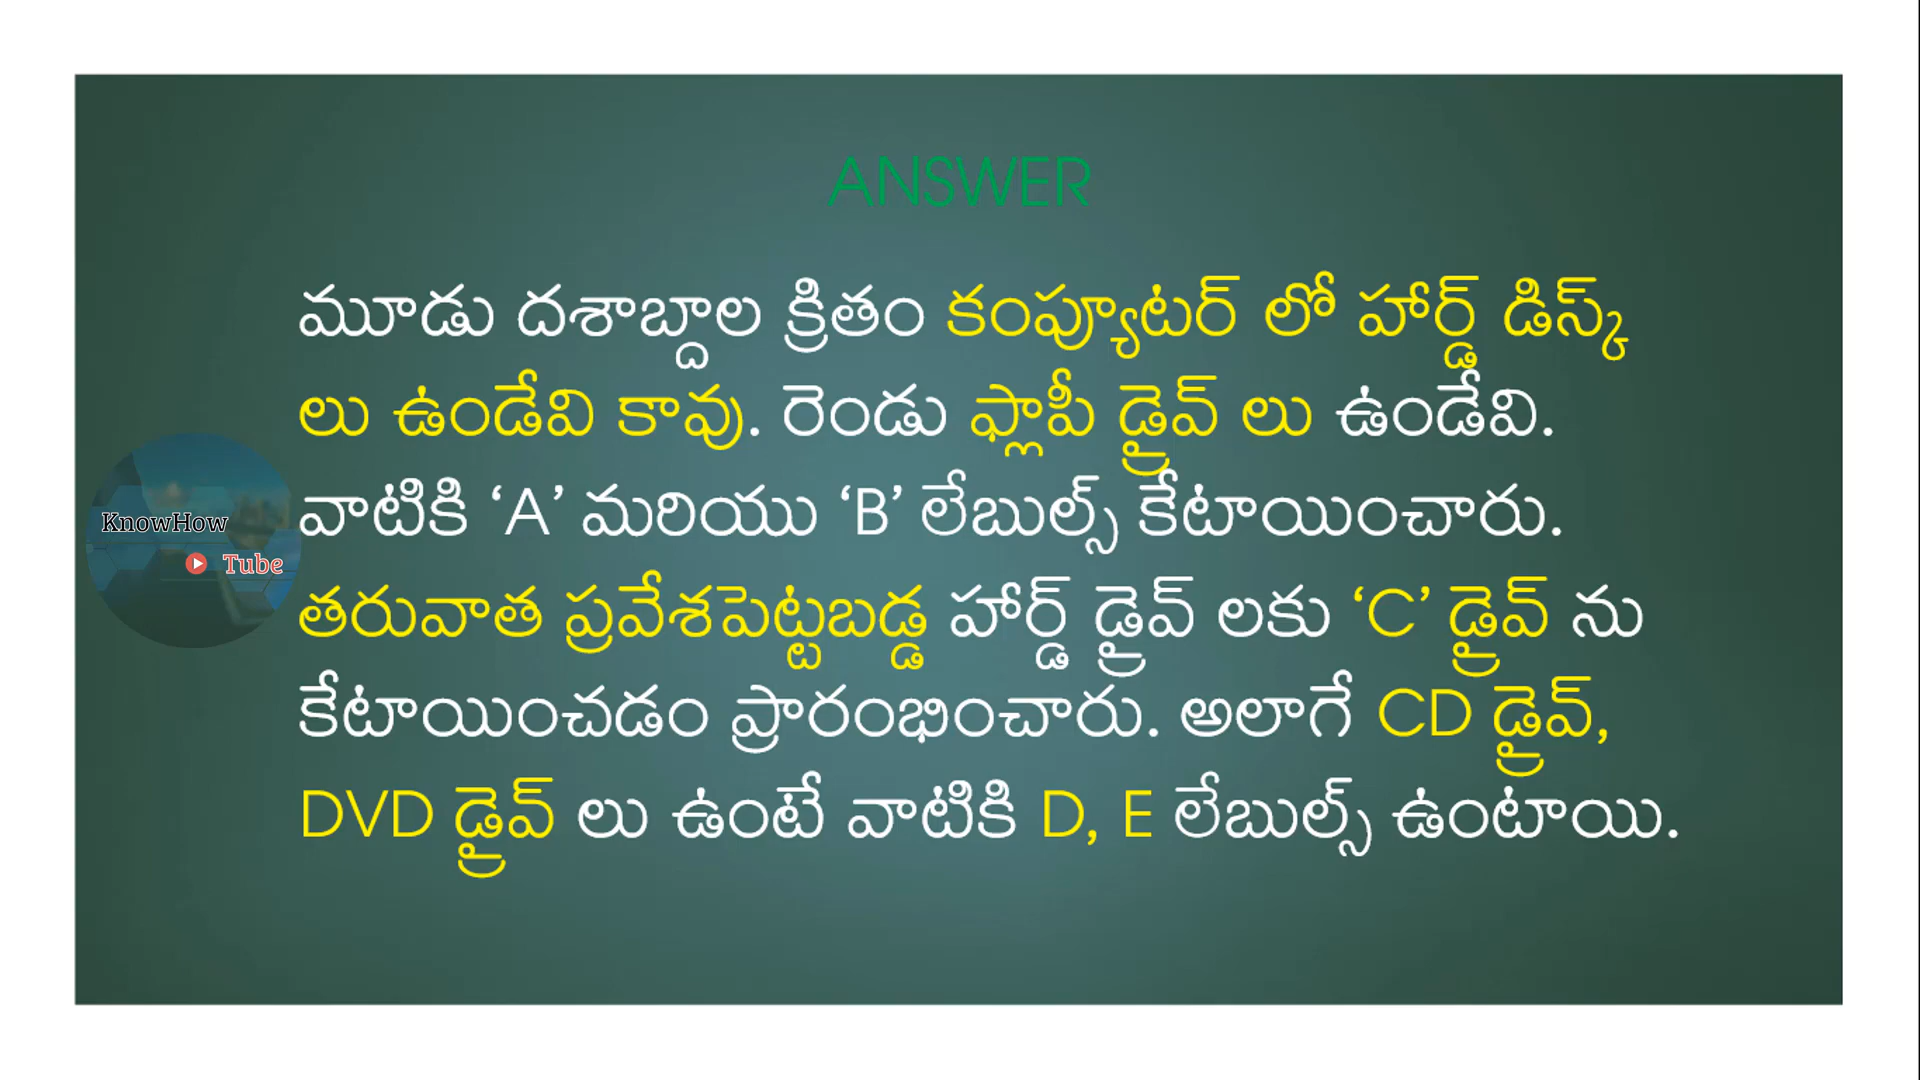 ANSWER
మూడు దశాబ్దాల క్రితం కంప్యూటర్ లో హార్డ్ డిస్క్
లు ఉండేవి కావు. రెండు ఫ్లాపీ డ్రైవ్ లు ఉండేవి.
వాటికి ‘A’ మరియు ‘B’ లేబుల్స్ కేటాయించారు.
తరువాత ప్రవేశపెట్టబడ్డ హార్డ్ డ్రైవ్ లకు ‘C’ డ్రైవ్ ను
కేటాయించడం ప్రారంభించారు. అలాగే CD డ్రైవ్,
DVD డ్రైవ్ లు ఉంటే వాటికి D, E లేబుల్స్ ఉంటాయి.
KnowHow
Tube